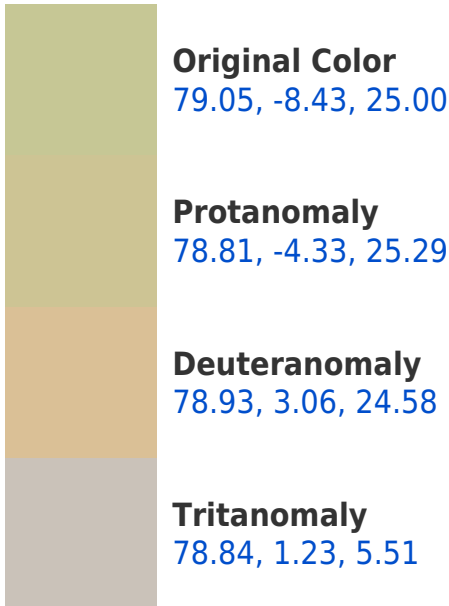 Original Color
79.05, -8.43, 25.00
Protanomaly
78.81, -4.33, 25.29
Deuteranomaly
78.93, 3.06, 24.58
Tritanomaly
78.84, 1.23, 5.51